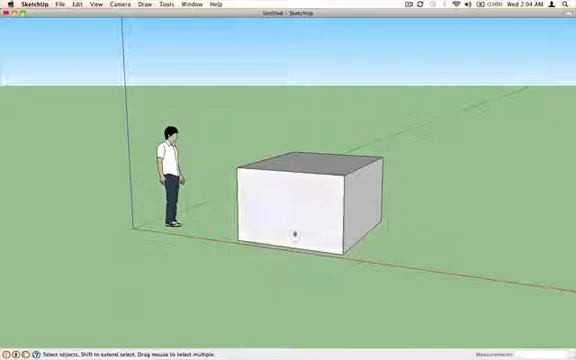 SketchUp File Edit View Camera Draw Tools Window Help Wed 2:04 AM
Untitled - SketchUp
Select objects. Shift to extend select. Drag mouse to select multiple. Measurements